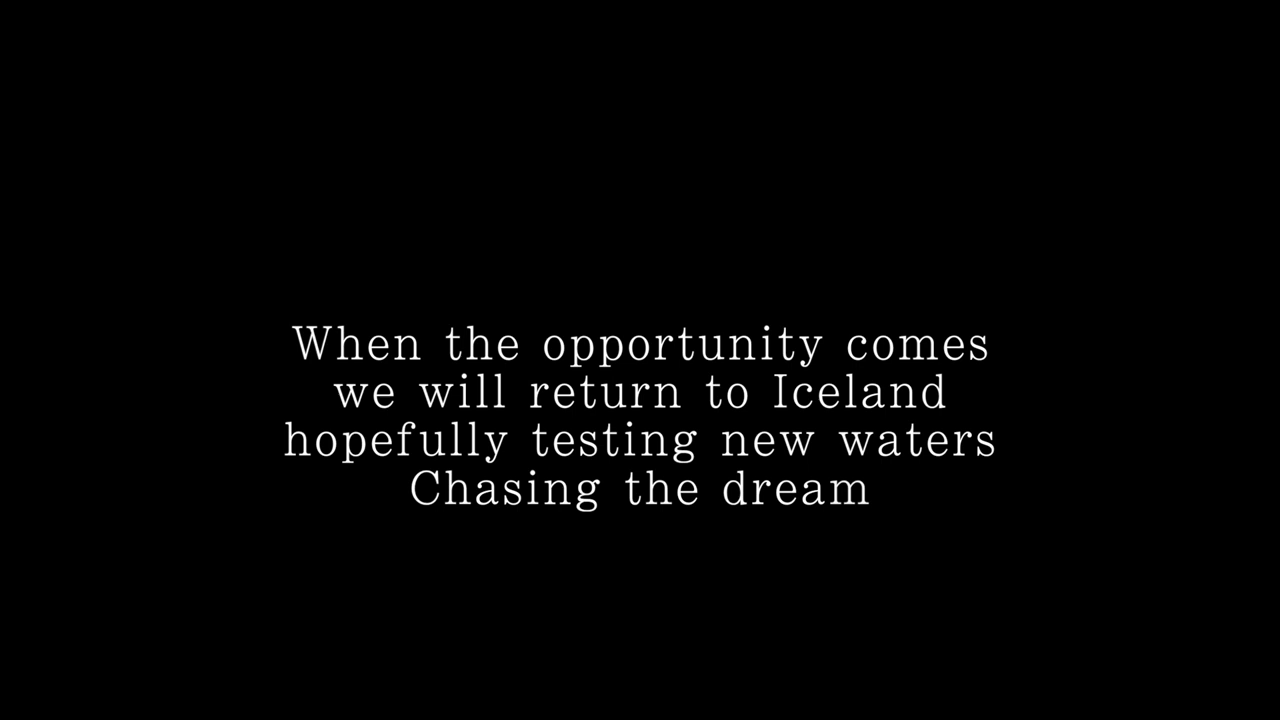 When the opportunity comes
we will return to Iceland
hopefully testing new waters
Chasing the dream